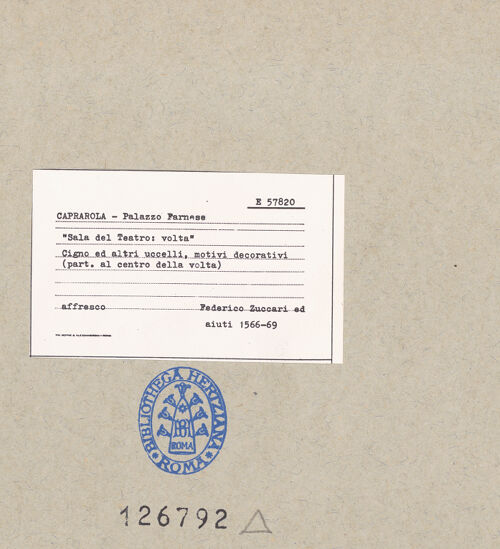 E 57820
CAPRAROLA - Palazzo Farnese
"Sala del Teatro: volta"
Cigno ed altri uccelli, motivi decorativi
(part. al centro della volta)
affresco Federico Zuccari ed
aiuti 1566-69
BIBLIOTHECA HERTZIANA
ROMA
* ROMA *
126792